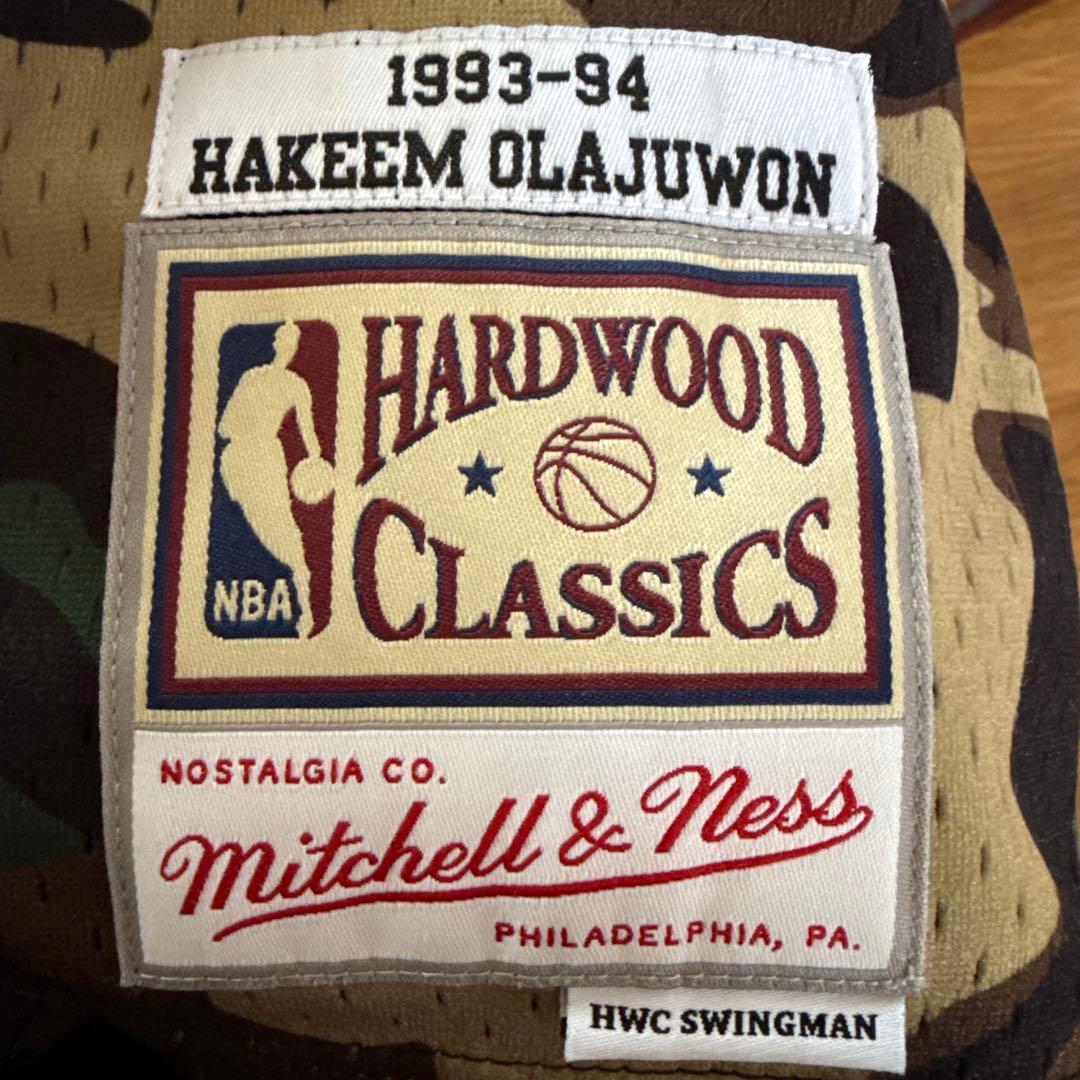 1993-94
HAKEEM OLAJUWON
HARDWOOD
CLASSICS
NBA
NOSTALGIA CO.
Mitchell & Ness
PHILADELPHIA, PA.
HWC SWINGMAN